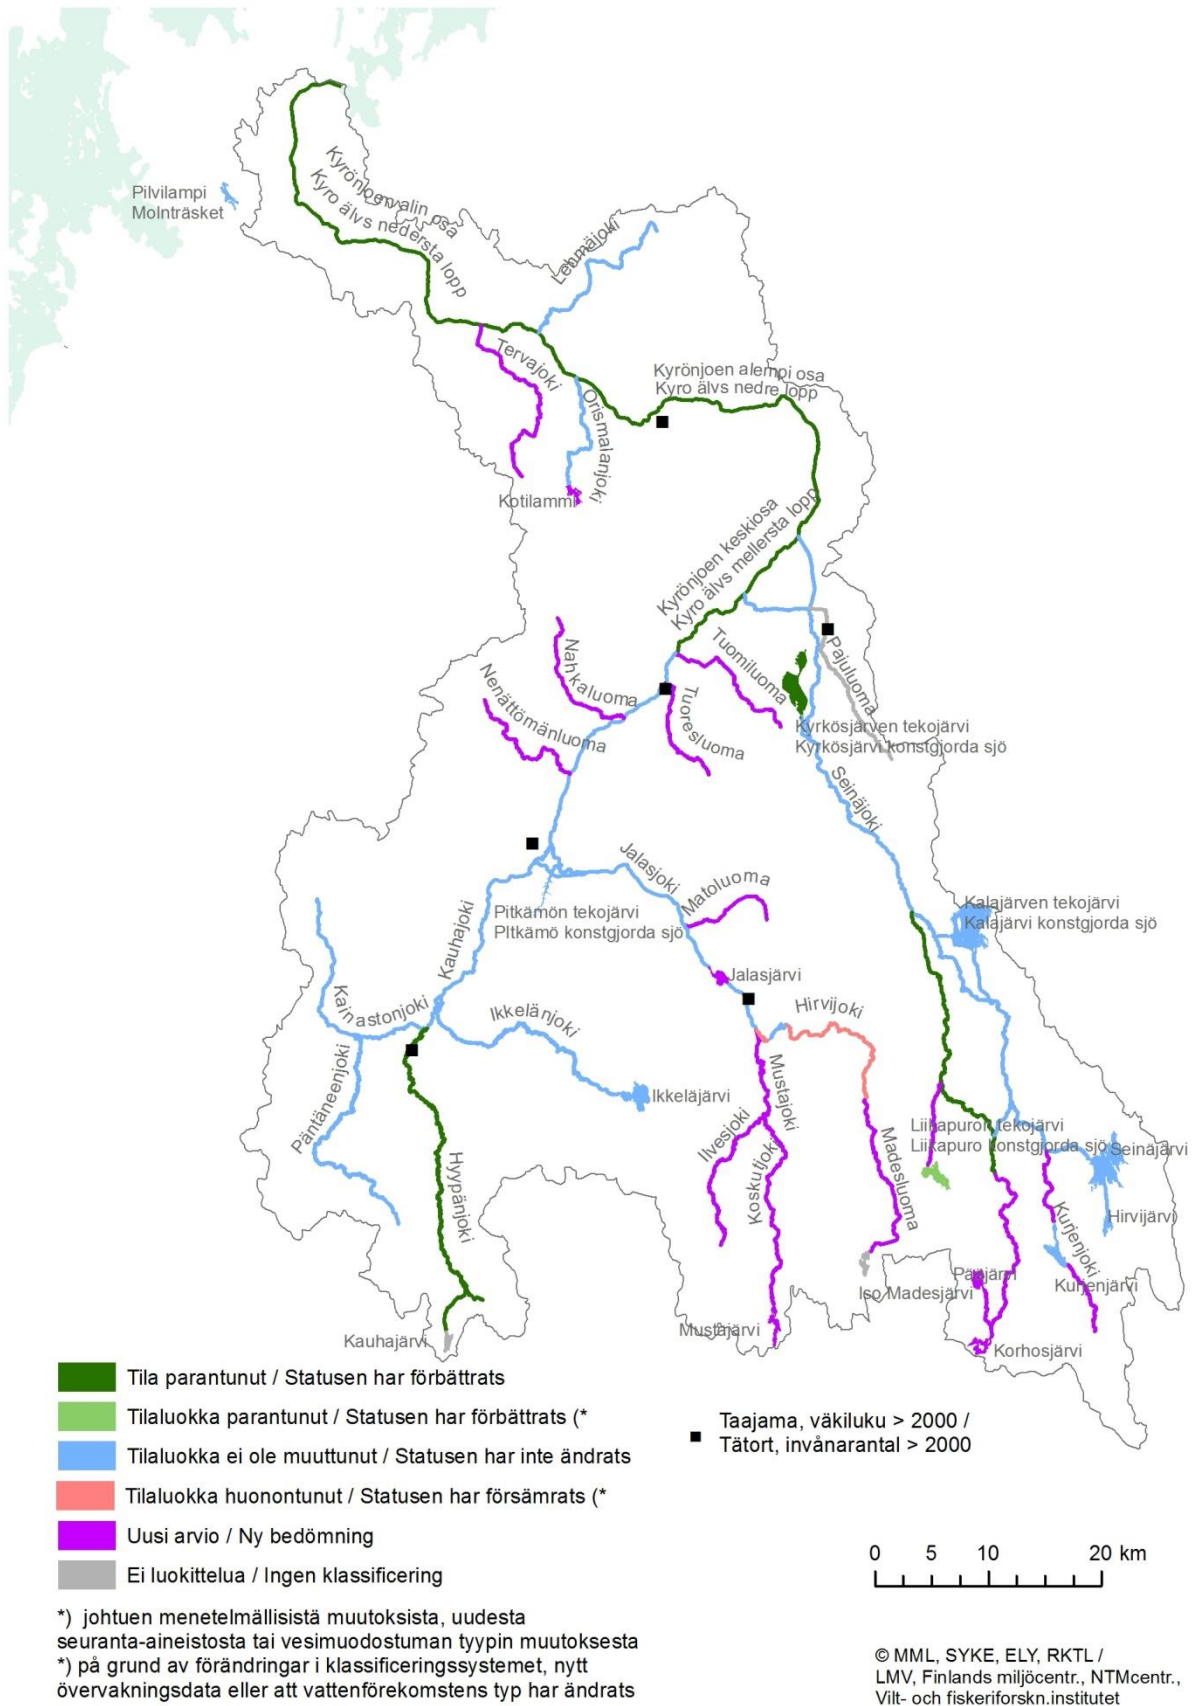 Pilvilampi
Molnträsket
Kyrönjoen alin osa
Kyro älvs nedersta lopp
Lehmäjoki
Tervajoki
Orismalanjoki
Kotilammi
Kyrönjoen alempi osa
Kyro älvs nedre lopp
Kyrönjoen keskiosa
Kyro älvs mellersta lopp
Nahkaluoma
Nenättömänluoma
Tuomiluoma
Tuoresluoma
Pajuluoma
Kyrkösjärven tekojärvi
Kyrkösjärvi konstgjorda sjö
Seinäjoki
Jalasjoki
Matoluoma
Pitkämön tekojärvi
PItkämö konstgjorda sjö
Kalajärven tekojärvi
Kalajärvi konstgjorda sjö
Kauhajoki
Kainastonjoki
Ikkelänjoki
Jalasjärvi
Hirvijoki
Päntäneenjoki
Ikkeläjärvi
Mustajoki
Ilvesjoki
Koskutjoki
Hyypänjoki
Madesluoma
Liikapuron tekojärvi
Liikapuro konstgjorda sjö
Seinäjärvi
Hirvijärvi
Kurjenjoki
Kurjenjärvi
Iso Madesjärvi
Kauhajärvi
Mustajärvi
Korhosjärvi
Tila parantunut / Statusen har förbättrats
Tilaluokka parantunut / Statusen har förbättrats (*
Tilaluokka ei ole muuttunut / Statusen har inte ändrats
Tilaluokka huonontunut / Statusen har försämrats (*
Uusi arvio / Ny bedömning
Ei luokittelua / Ingen klassificering
Taajama, väkiluku > 2000 /
Tätort, invånarantal > 2000
*) johtuen menetelmällisistä muutoksista, uudesta
seuranta-aineistosta tai vesimuodostuman tyypin muutoksesta
*) på grund av förändringar i klassificeringssystemet, nytt
övervakningsdata eller att vattenförekomstens typ har ändrats
0 5 10 20 km
© MML, SYKE, ELY, RKTL /
LMV, Finlands miljöcentr., NTMcentr.,
Vilt- och fiskeriforskn.institutet